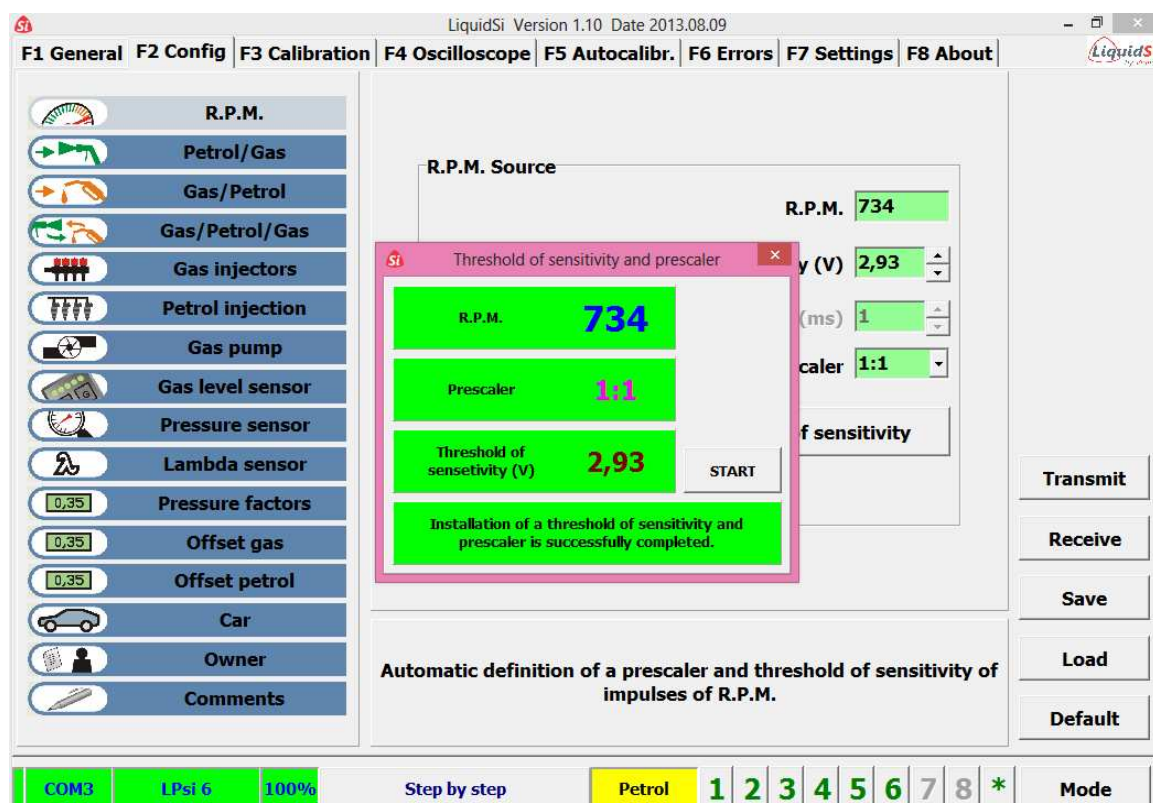 Si
LiquidSi Version 1.10 Date 2013.08.09
F1 General F2 Config F3 Calibration F4 Oscilloscope F5 Autocalibr. F6 Errors F7 Settings F8 About
LiquidS
R.P.M.
Petrol/Gas
Gas/Petrol
Gas/Petrol/Gas
Gas injectors
Petrol injection
Gas pump
Gas level sensor
Pressure sensor
Lambda sensor
0,35 Pressure factors
0,35 Offset gas
0,35 Offset petrol
Car
Owner
Comments
R.P.M. Source
R.P.M. 734
y (V) 2,93
(ms) 1
caler 1:1
of sensitivity
Si Threshold of sensitivity and prescaler
R.P.M. 734
Prescaler 1:1
Threshold of
sensetivity (V) 2,93
START
Installation of a threshold of sensitivity and
prescaler is successfully completed.
Automatic definition of a prescaler and threshold of sensitivity of
impulses of R.P.M.
Transmit
Receive
Save
Load
Default
COM3 LPsi 6 100% Step by step Petrol 1 2 3 4 5 6 7 8 * Mode